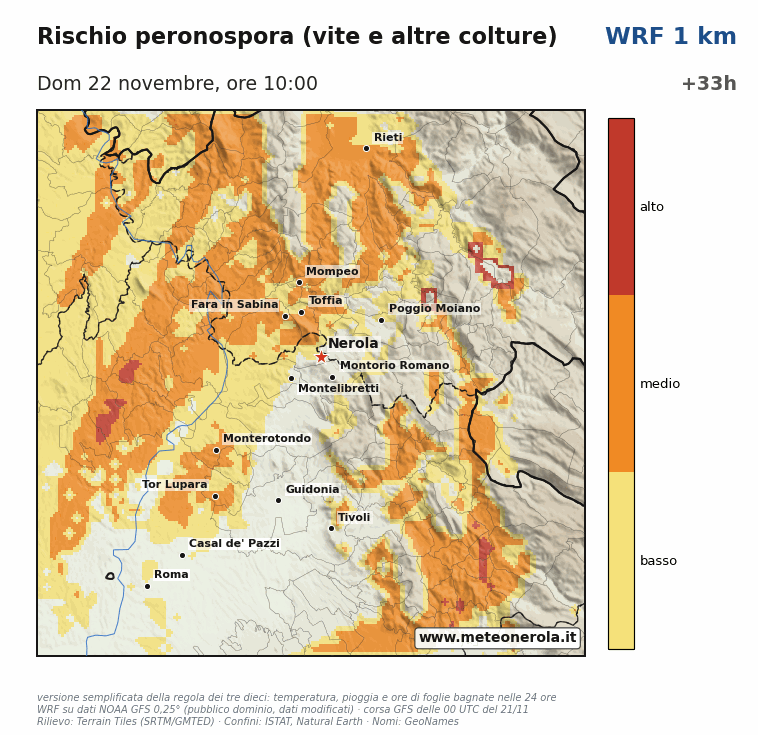 Rischio peronospora (vite e altre colture)
WRF 1 km
Dom 22 novembre, ore 10:00
+33h
Rieti
alto
Mompeo
Fara in Sabina
Toffia
Poggio Moiano
Nerola
Montorio Romano
medio
Montelibretti
Monterotondo
Tor Lupara
Guidonia
Tivoli
Casal de' Pazzi
basso
Roma
www.meteonerola.it
versione semplificata della regola dei tre dieci: temperatura, pioggia e ore di foglie bagnate nelle 24 ore
WRF su dati NOAA GFS 0,25° (pubblico dominio, dati modificati) · corsa GFS delle 00 UTC del 21/11
Rilievo: Terrain Tiles (SRTM/GMTED) · Confini: ISTAT, Natural Earth · Nomi: GeoNames